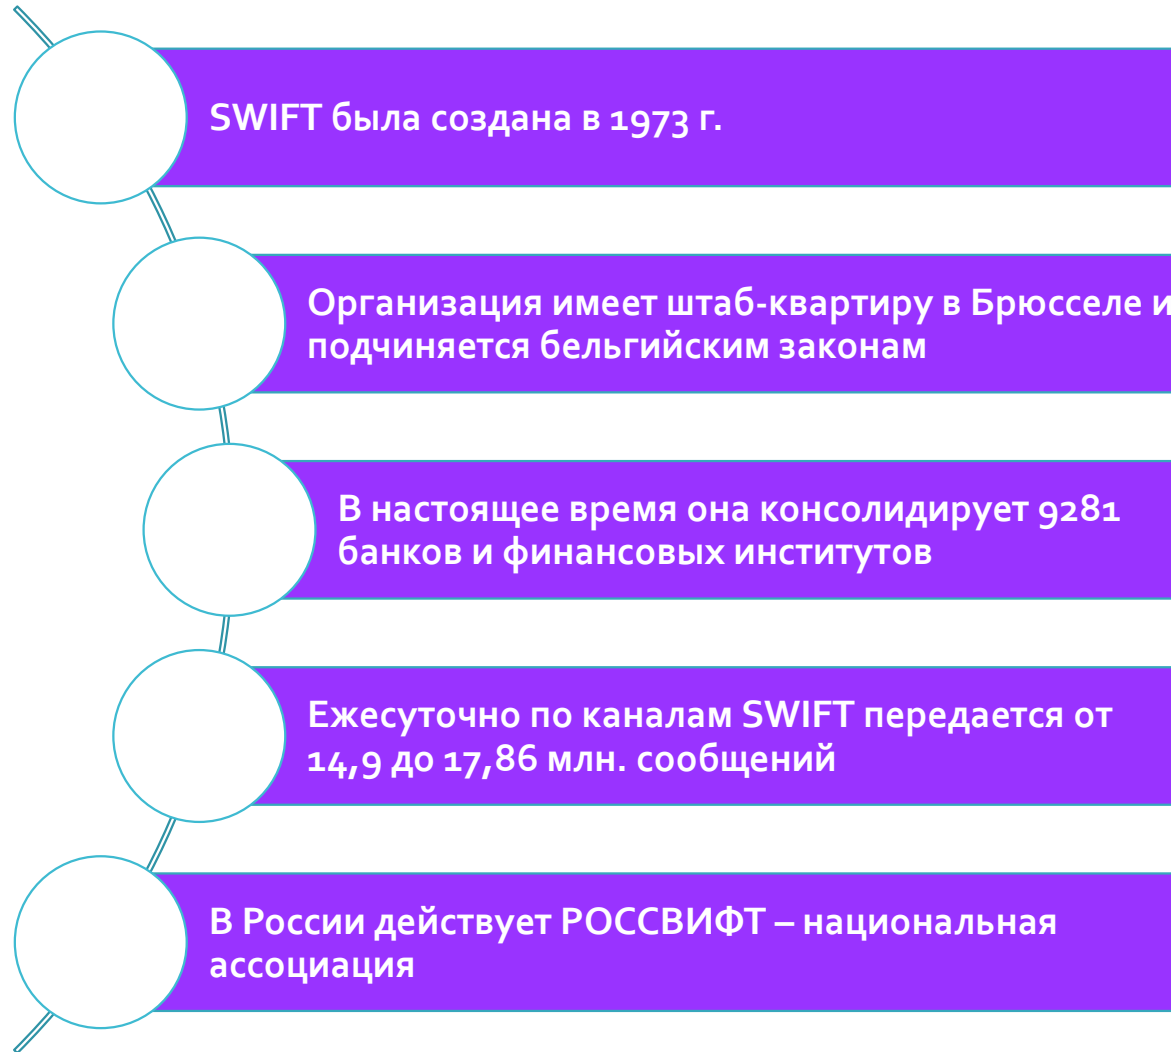 SWIFT была создана в 1973 г.
Организация имеет штаб-квартиру в Брюсселе и
подчиняется бельгийским законам
В настоящее время она консолидирует 9281
банков и финансовых институтов
Ежесуточно по каналам SWIFT передается от
14,9 до 17,86 млн. сообщений
В России действует РОССВИФТ – национальная
ассоциация